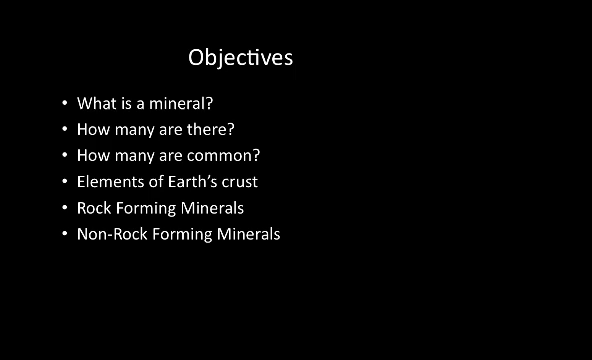 Objectives
• What is a mineral?
• How many are there?
• How many are common?
• Elements of Earth's crust
• Rock Forming Minerals
• Non-Rock Forming Minerals